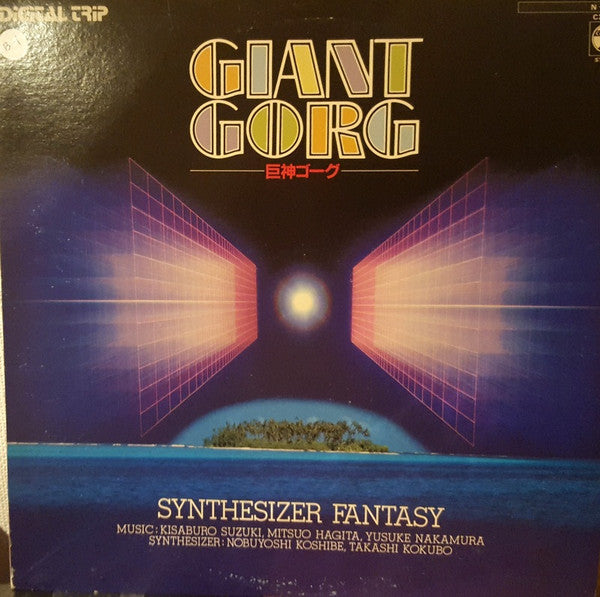 DIGITAL TRIP
GIANT
GORG
巨神ゴーグ
SYNTHESIZER FANTASY
MUSIC : KISABURO SUZUKI, MITSUO HAGITA, YUSUKE NAKAMURA
SYNTHESIZER : NOBUYOSHI KOSHIBE, TAKASHI KOKUBO